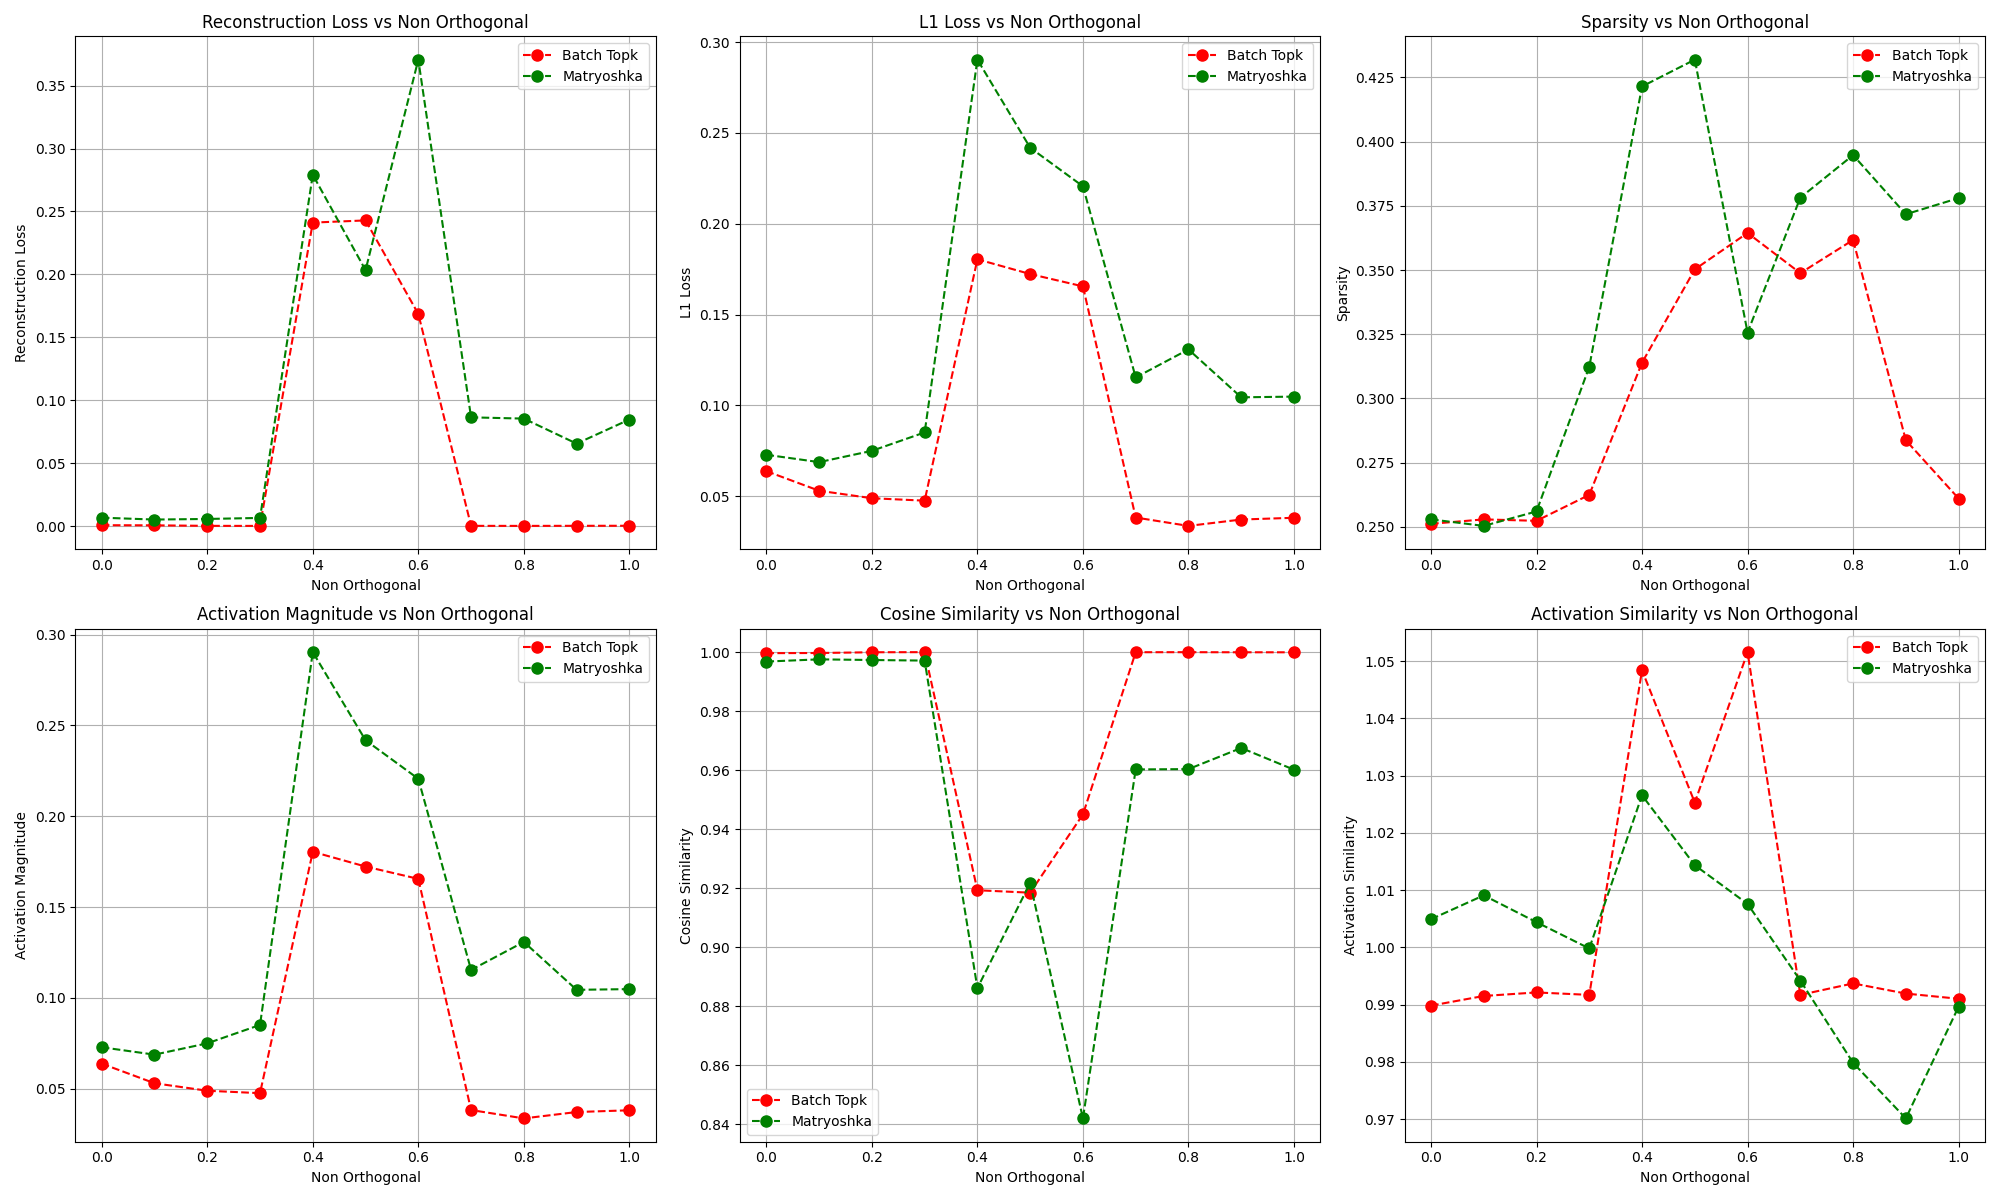 Reconstruction Loss vs Non Orthogonal
Reconstruction Loss
0.35
0.30
0.25
0.20
0.15
0.10
0.05
0.00
Batch Topk
Matryoshka
0.0 0.2 0.4 0.6 0.8 1.0
Non Orthogonal
L1 Loss vs Non Orthogonal
L1 Loss
0.30
0.25
0.20
0.15
0.10
0.05
Batch Topk
Matryoshka
0.0 0.2 0.4 0.6 0.8 1.0
Non Orthogonal
Sparsity vs Non Orthogonal
Sparsity
0.425
0.400
0.375
0.350
0.325
0.300
0.275
0.250
Batch Topk
Matryoshka
0.0 0.2 0.4 0.6 0.8 1.0
Non Orthogonal
Activation Magnitude vs Non Orthogonal
Activation Magnitude
0.30
0.25
0.20
0.15
0.10
0.05
Batch Topk
Matryoshka
0.0 0.2 0.4 0.6 0.8 1.0
Non Orthogonal
Cosine Similarity vs Non Orthogonal
Cosine Similarity
1.00
0.98
0.96
0.94
0.92
0.90
0.88
0.86
0.84
Batch Topk
Matryoshka
0.0 0.2 0.4 0.6 0.8 1.0
Non Orthogonal
Activation Similarity vs Non Orthogonal
Activation Similarity
1.05
1.04
1.03
1.02
1.01
1.00
0.99
0.98
0.97
Batch Topk
Matryoshka
0.0 0.2 0.4 0.6 0.8 1.0
Non Orthogonal